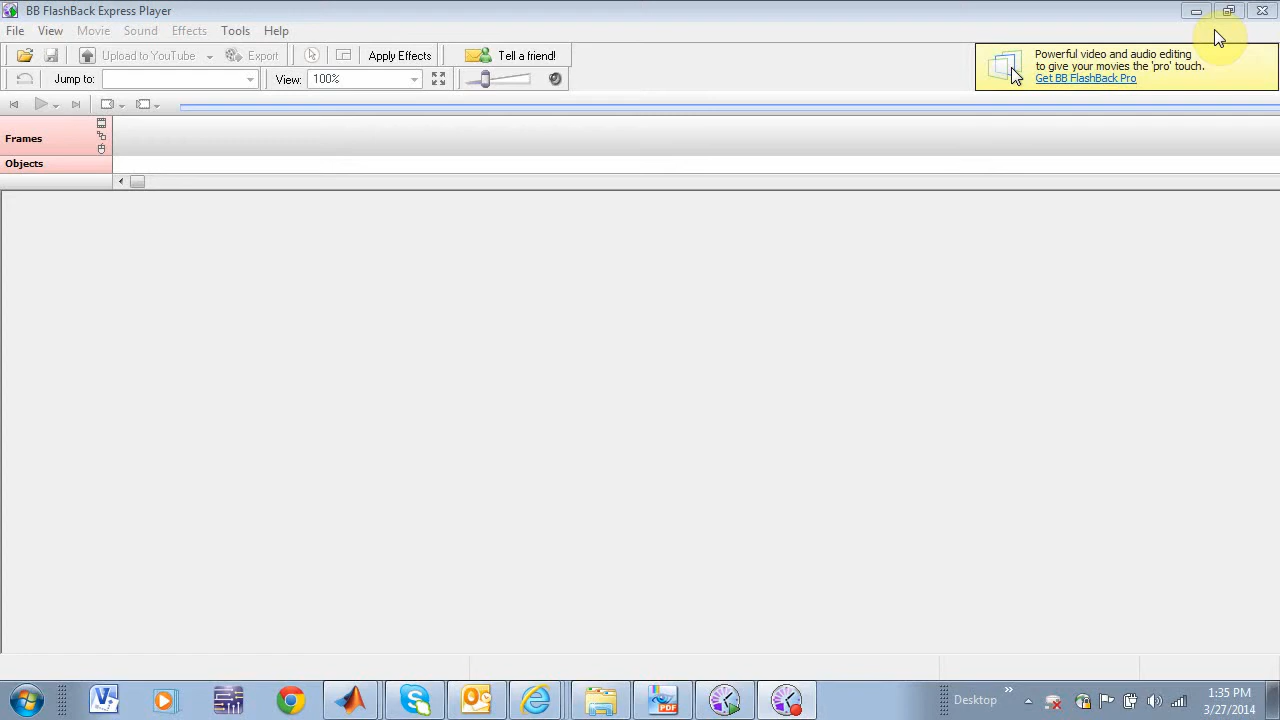 BB FlashBack Express Player
File View Movie Sound Effects Tools Help
Upload to YouTube Export Apply Effects Tell a friend!
Powerful video and audio editing
to give your movies the 'pro' touch.
Get BB FlashBack Pro
Jump to: View: 100%
Frames
Objects
PDF
Desktop »
1:35 PM
3/27/2014